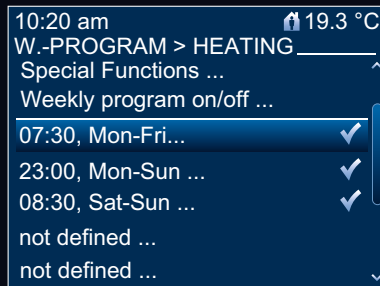 10:20 am 19.3 °C
W.-PROGRAM > HEATING
Special Functions ...
Weekly program on/off ...
07:30, Mon-Fri...
23:00, Mon-Sun ...
08:30, Sat-Sun ...
not defined ...
not defined ...